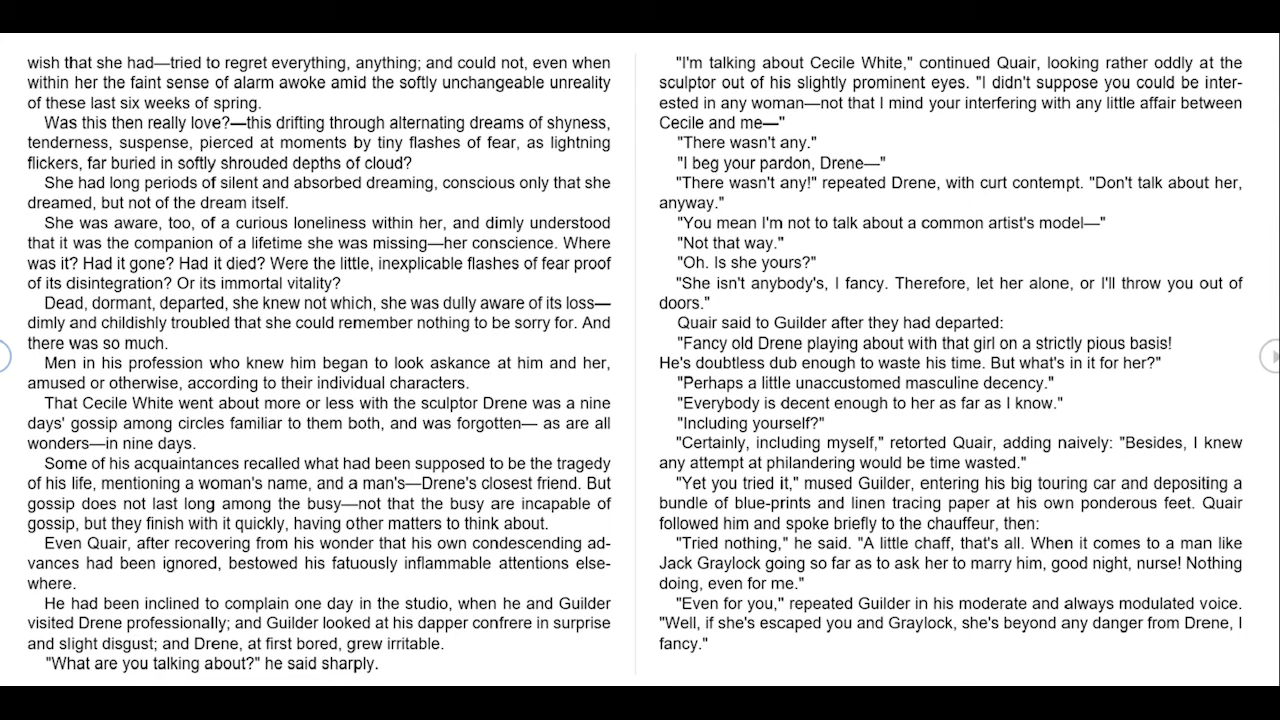 wish that she had—tried to regret everything, anything; and could not, even when
within her the faint sense of alarm awoke amid the softly unchangeable unreality
of these last six weeks of spring.
Was this then really love?—this drifting through alternating dreams of shyness,
tenderness, suspense, pierced at moments by tiny flashes of fear, as lightning
flickers, far buried in softly shrouded depths of cloud?
She had long periods of silent and absorbed dreaming, conscious only that she
dreamed, but not of the dream itself.
She was aware, too, of a curious loneliness within her, and dimly understood
that it was the companion of a lifetime she was missing—her conscience. Where
was it? Had it gone? Had it died? Were the little, inexplicable flashes of fear proof
of its disintegration? Or its immortal vitality?
Dead, dormant, departed, she knew not which, she was dully aware of its loss—
dimly and childishly troubled that she could remember nothing to be sorry for. And
there was so much.
Men in his profession who knew him began to look askance at him and her,
amused or otherwise, according to their individual characters.
That Cecile White went about more or less with the sculptor Drene was a nine
days' gossip among circles familiar to them both, and was forgotten— as are all
wonders—in nine days.
Some of his acquaintances recalled what had been supposed to be the tragedy
of his life, mentioning a woman's name, and a man's—Drene's closest friend. But
gossip does not last long among the busy—not that the busy are incapable of
gossip, but they finish with it quickly, having other matters to think about.
Even Quair, after recovering from his wonder that his own condescending ad-
vances had been ignored, bestowed his fatuously inflammable attentions else-
where.
He had been inclined to complain one day in the studio, when he and Guilder
visited Drene professionally; and Guilder looked at his dapper confrere in surprise
and slight disgust; and Drene, at first bored, grew irritable.
"What are you talking about?" he said sharply.
"I'm talking about Cecile White," continued Quair, looking rather oddly at the
sculptor out of his slightly prominent eyes. "I didn't suppose you could be inter-
ested in any woman—not that I mind your interfering with any little affair between
Cecile and me—"
"There wasn't any."
"I beg your pardon, Drene—"
"There wasn't any!" repeated Drene, with curt contempt. "Don't talk about her,
anyway."
"You mean I'm not to talk about a common artist's model—"
"Not that way."
"Oh. Is she yours?"
"She isn't anybody's, I fancy. Therefore, let her alone, or I'll throw you out of
doors."
Quair said to Guilder after they had departed:
"Fancy old Drene playing about with that girl on a strictly pious basis!
He's doubtless dub enough to waste his time. But what's in it for her?"
"Perhaps a little unaccustomed masculine decency."
"Everybody is decent enough to her as far as I know."
"Including yourself?"
"Certainly, including myself," retorted Quair, adding naively: "Besides, I knew
any attempt at philandering would be time wasted."
"Yet you tried it," mused Guilder, entering his big touring car and depositing a
bundle of blue-prints and linen tracing paper at his own ponderous feet. Quair
followed him and spoke briefly to the chauffeur, then:
"Tried nothing," he said. "A little chaff, that's all. When it comes to a man like
Jack Graylock going so far as to ask her to marry him, good night, nurse! Nothing
doing, even for me."
"Even for you," repeated Guilder in his moderate and always modulated voice.
"Well, if she's escaped you and Graylock, she's beyond any danger from Drene, I
fancy."